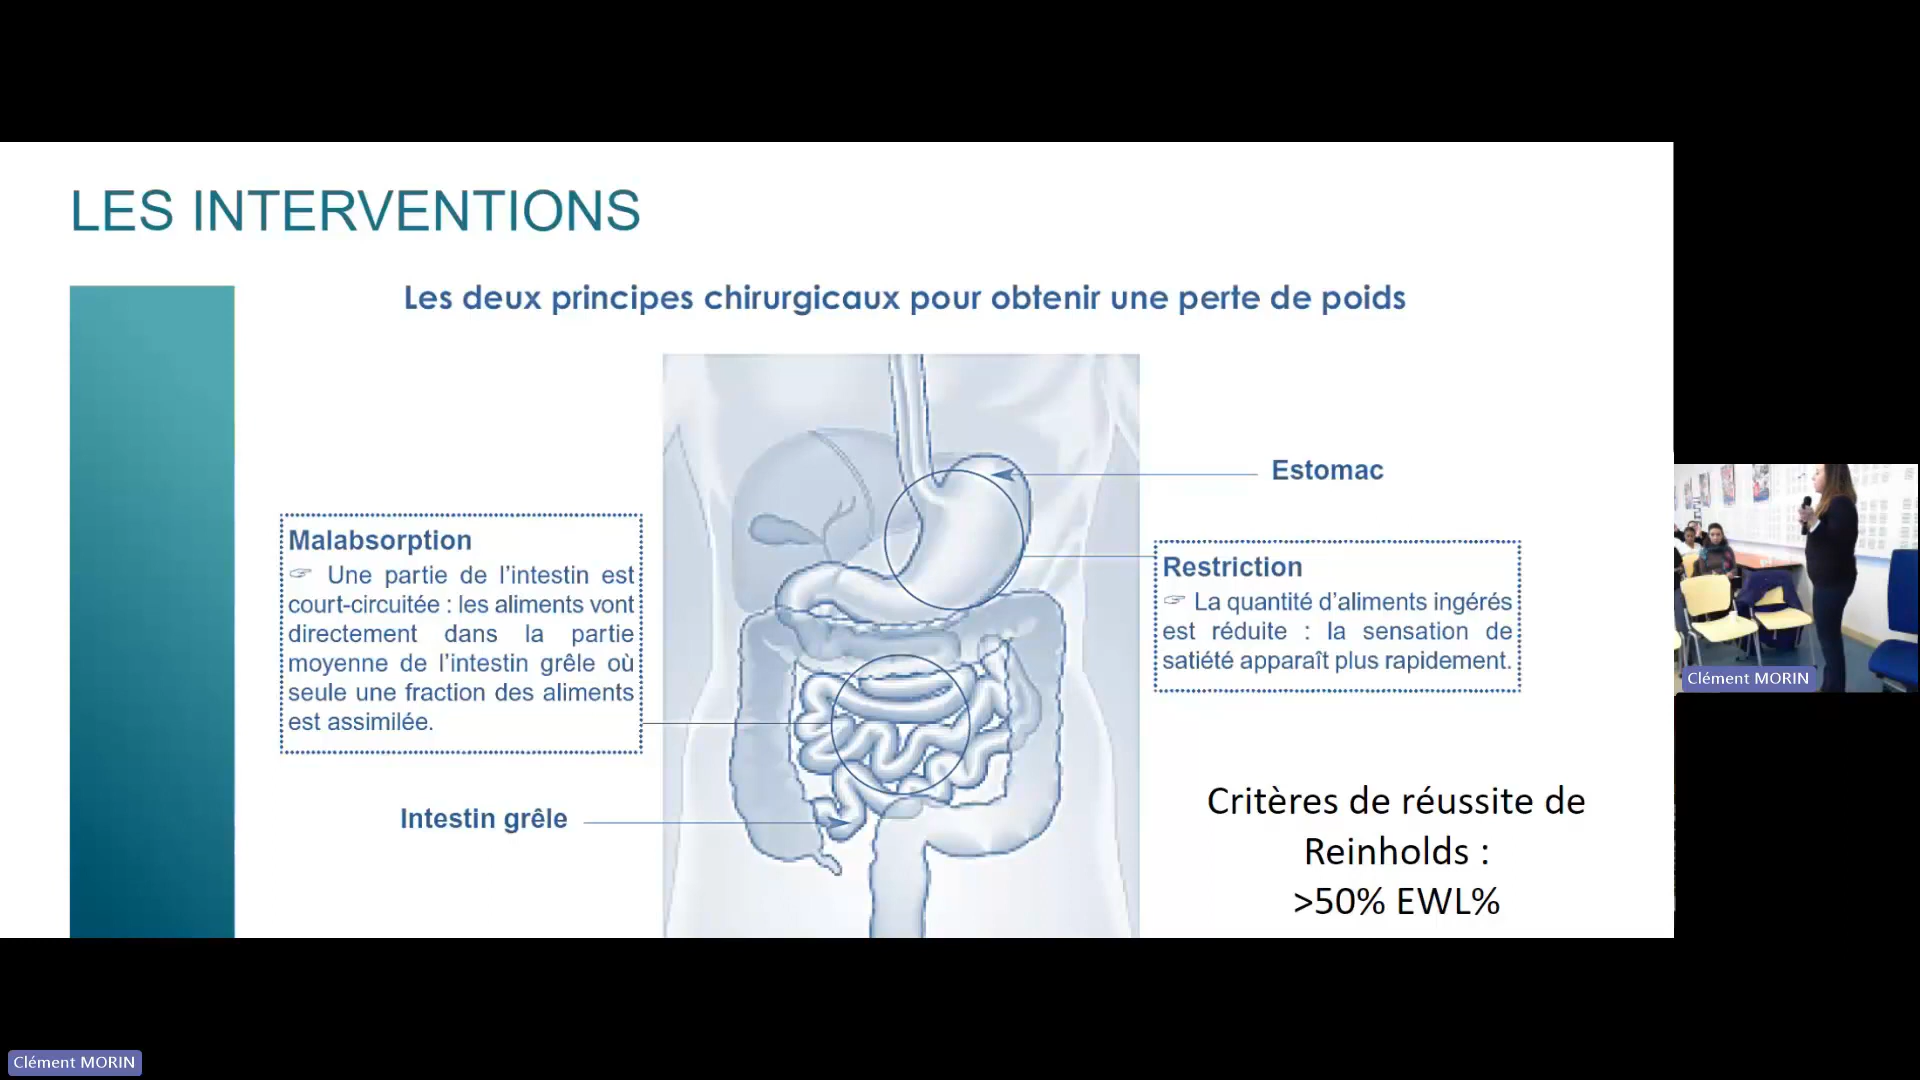 LES INTERVENTIONS
Les deux principes chirurgicaux pour obtenir une perte de poids
Estomac
Malabsorption
☞ Une partie de l’intestin est
court-circuitée : les aliments vont
directement dans la partie
moyenne de l’intestin grêle où
seule une fraction des aliments
est assimilée.
Restriction
☞ La quantité d’aliments ingérés
est réduite : la sensation de
satiété apparaît plus rapidement.
Intestin grêle
Critères de réussite de
Reinholds :
>50% EWL%
Clément MORIN
Clément MORIN